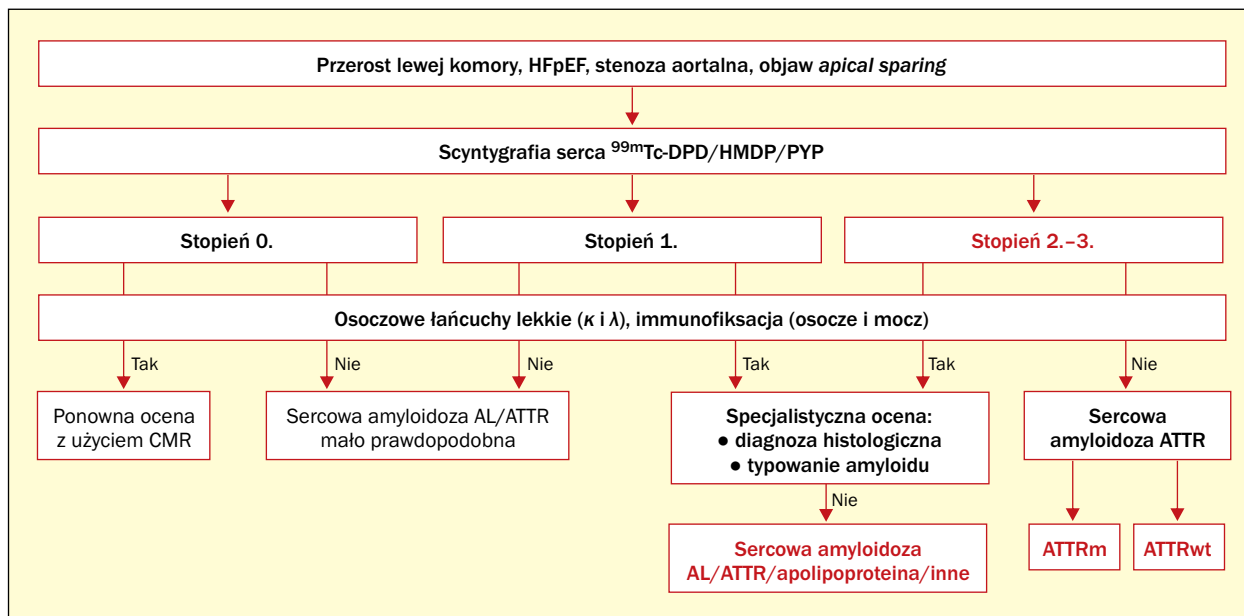 Przerost lewej komory, HFpEF, stenoza aortalna, objaw apical sparing
Scyntygrafia serca ⁹⁹ᵐTc-DPD/HMDP/PYP
Stopień 0.
Stopień 1.
Stopień 2.–3.
Osoczowe łańcuchy lekkie (κ i λ), immunofiksacja (osocze i mocz)
Tak
Nie
Nie
Tak
Tak
Nie
Ponowna ocena
z użyciem CMR
Sercowa amyloidoza AL/ATTR
mało prawdopodobna
Specjalistyczna ocena:
● diagnoza histologiczna
● typowanie amyloidu
Sercowa
amyloidoza ATTR
Nie
Sercowa amyloidoza
AL/ATTR/apolipoproteina/inne
ATTRm
ATTRwt